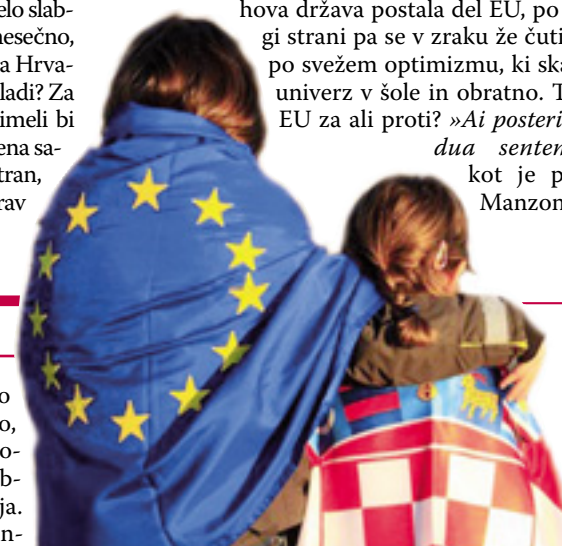 elo slab-
nesečno,
a Hrva-
ladi? Za
imeli bi
ena sa-
tran,
rav
o
o,
o-
b-
ja.
n-
hova država postala del EU, po
gi strani pa se v zraku že čuti
po svežem optimizmu, ki ska
univerz v šole in obratno. T
EU za ali proti? »Ai posteri
dua senten
kot je p
Manzon